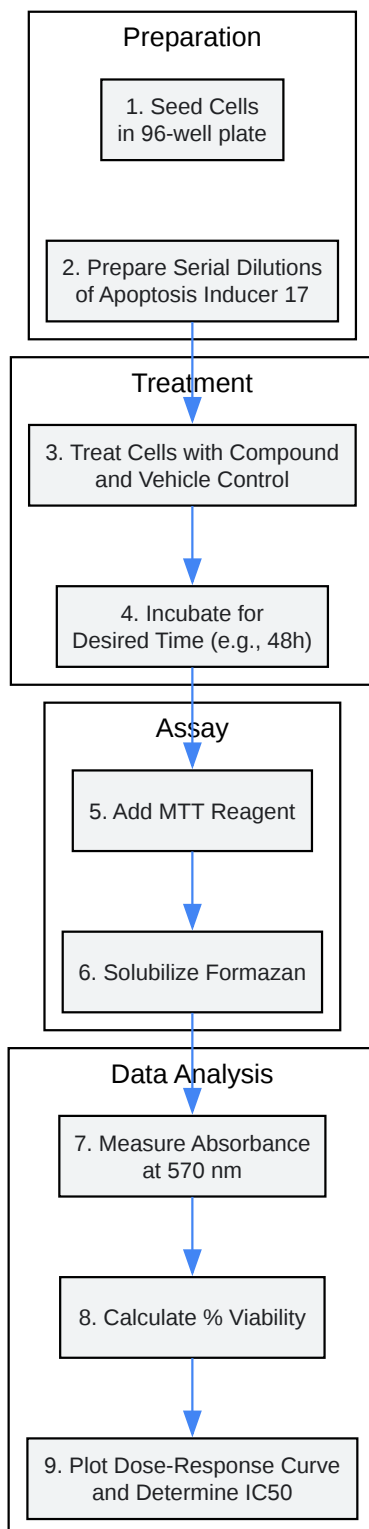 Preparation
1. Seed Cells
in 96-well plate
2. Prepare Serial Dilutions
of Apoptosis Inducer 17
Treatment
3. Treat Cells with Compound
and Vehicle Control
4. Incubate for
Desired Time (e.g., 48h)
Assay
5. Add MTT Reagent
6. Solubilize Formazan
Data Analysis
7. Measure Absorbance
at 570 nm
8. Calculate % Viability
9. Plot Dose-Response Curve
and Determine IC50